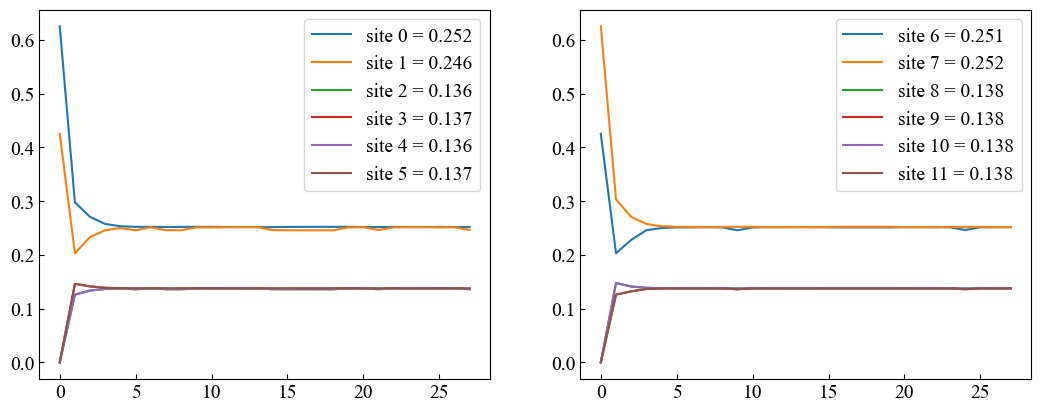 0.6
0.5
0.4
0.3
0.2
0.1
0.0
0
5
10
15
20
25
site 0 = 0.252
site 1 = 0.246
site 2 = 0.136
site 3 = 0.137
site 4 = 0.136
site 5 = 0.137
0.6
0.5
0.4
0.3
0.2
0.1
0.0
0
5
10
15
20
25
site 6 = 0.251
site 7 = 0.252
site 8 = 0.138
site 9 = 0.138
site 10 = 0.138
site 11 = 0.138